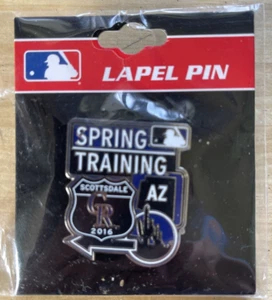 LAPEL PIN
SPRING
TRAINING
SCOTTSDALE
AZ
CR
2016